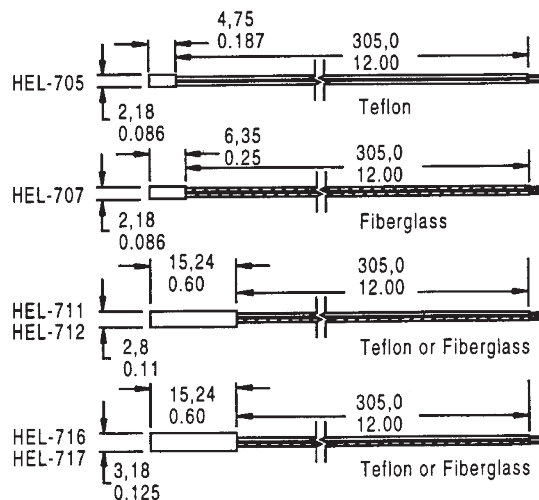 4,75
0.187
305,0
12.00
HEL-705
2,18
0.086
Teflon
6,35
0.25
305,0
12.00
HEL-707
2,18
0.086
Fiberglass
15,24
0.60
305,0
12.00
HEL-711
HEL-712
2,8
0.11
Teflon or Fiberglass
15,24
0.60
305,0
12.00
HEL-716
HEL-717
3,18
0.125
Teflon or Fiberglass